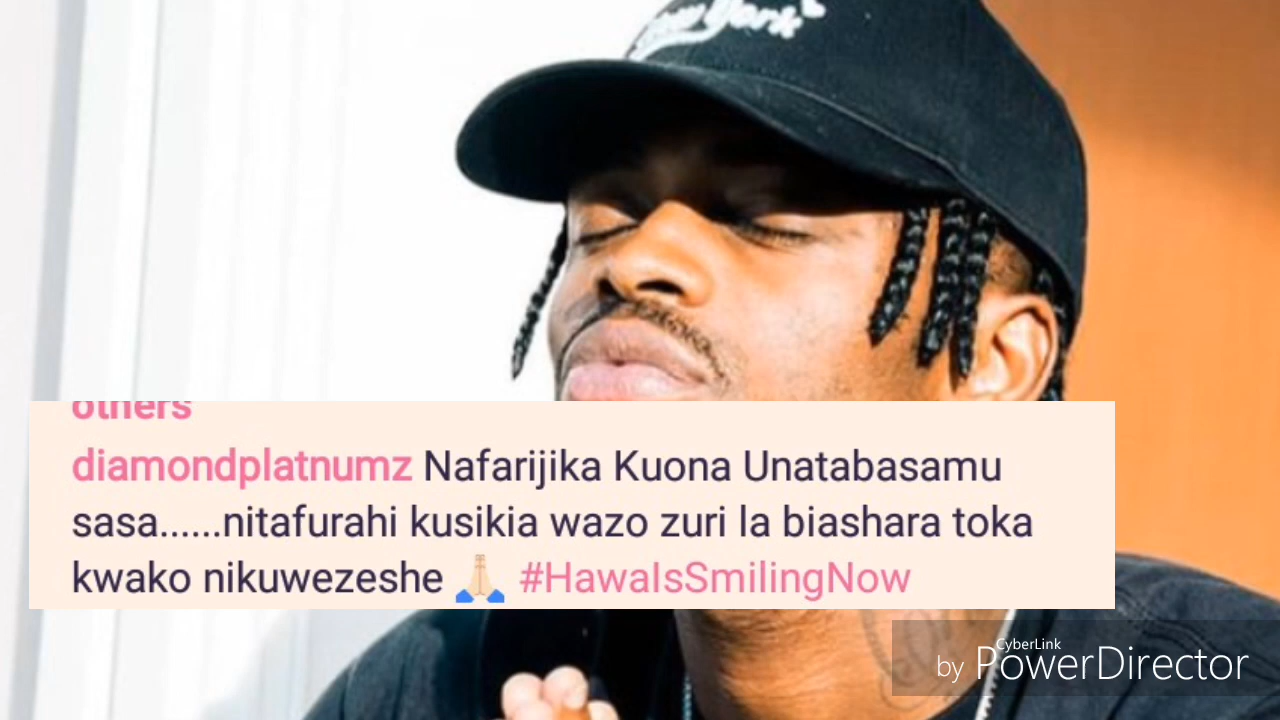 New York
others
diamondplatnumz Nafarijika Kuona Unatabasamu
sasa......nitafurahi kusikia wazo zuri la biashara toka
kwako nikuwezeshe 🙏🏻 #HawaIsSmilingNow
CyberLink
by PowerDirector